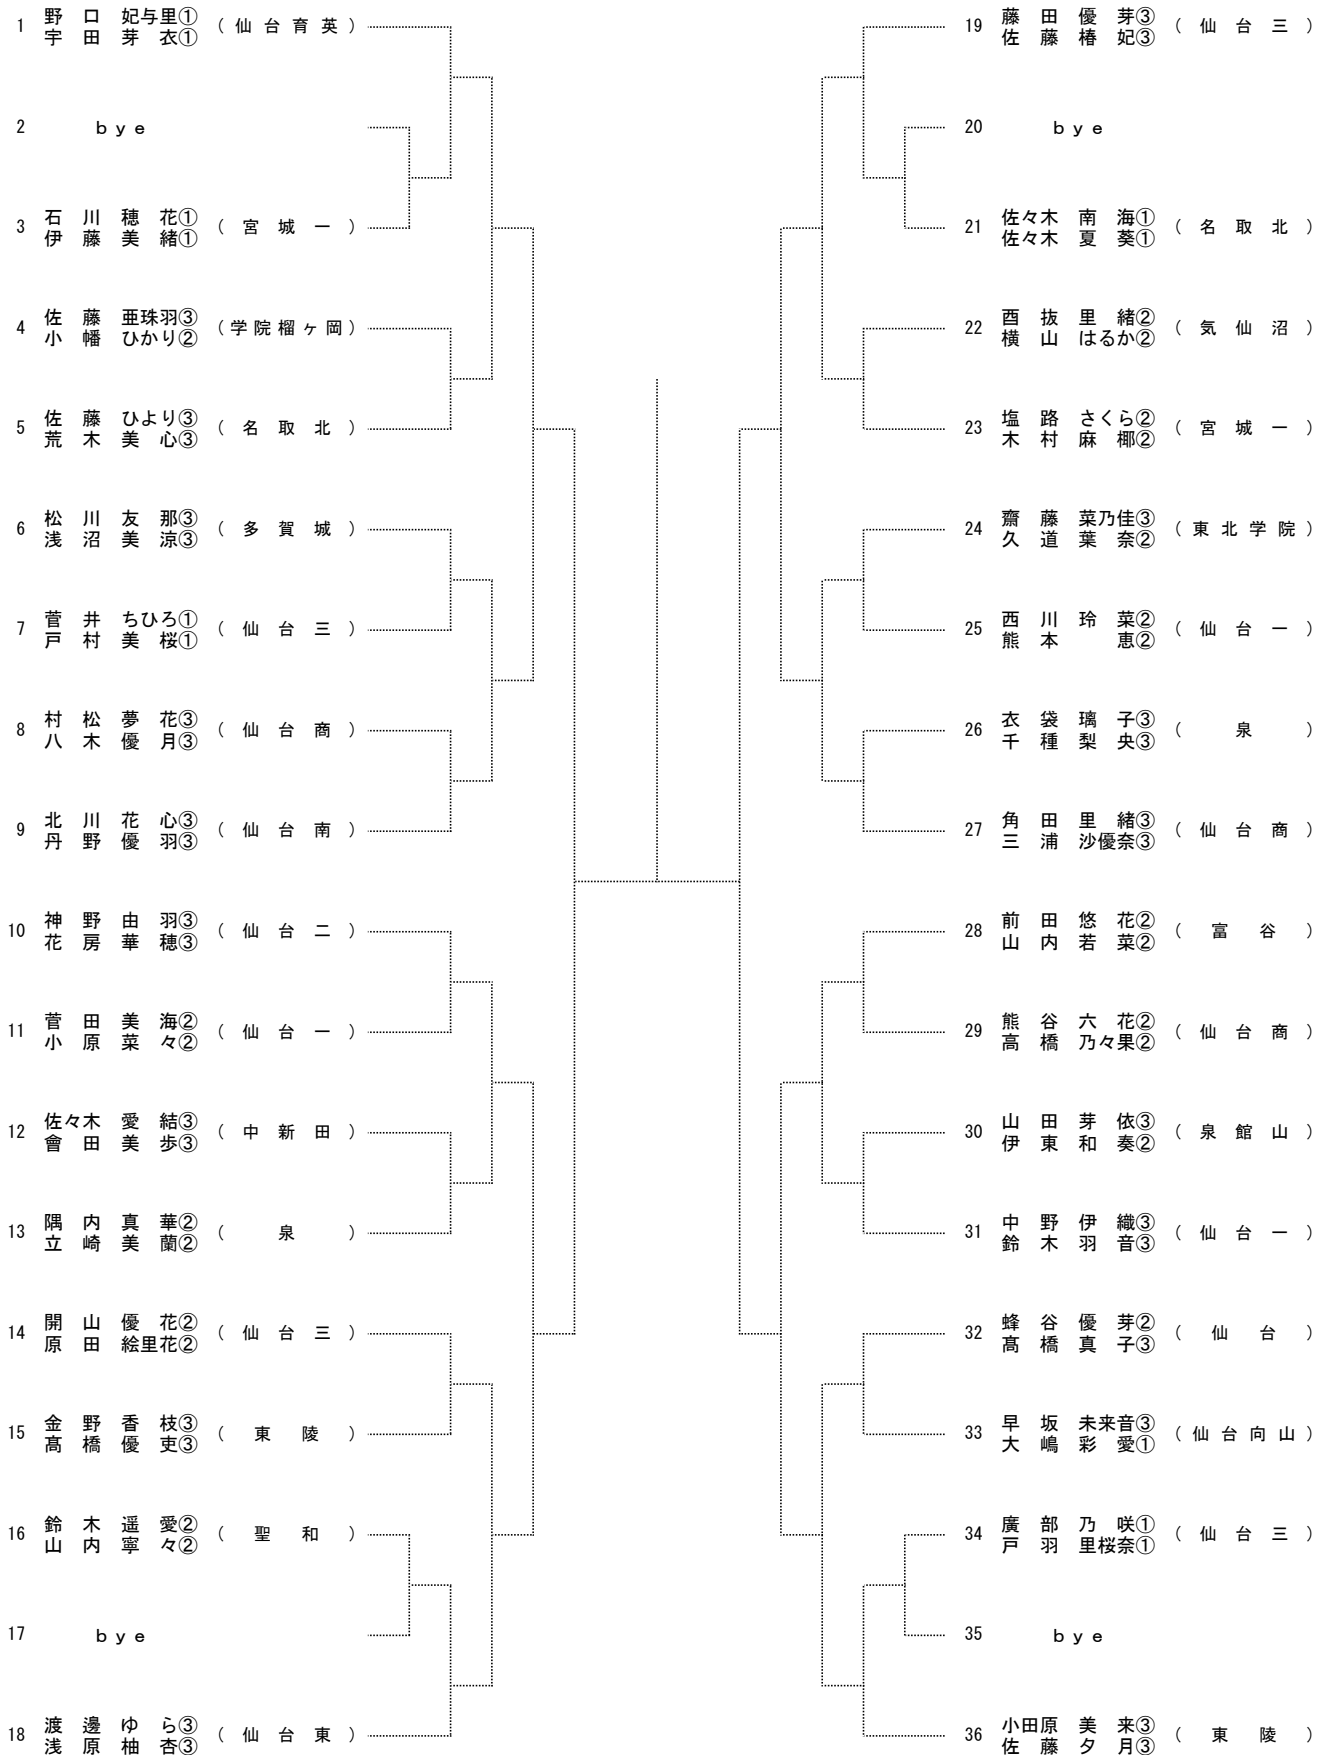 1 野口 妃与里① (仙台育英)
宇田 芽衣①
2 bye
3 石川 穂花① (宮城一)
伊藤 美緒①
4 佐藤 亜珠羽③ (学院榴ヶ岡)
小幡 ひかり②
5 佐藤 ひより③ (名取北)
荒木 美心③
6 松川 友那③ (多賀城)
浅沼 美涼③
7 菅井 ちひろ① (仙台三)
戸村 美桜①
8 村松 夢花③ (仙台商)
八木 優月③
9 北川 花心③ (仙台南)
丹野 優羽③
10 神野 由羽③ (仙台二)
花房 華穂③
11 菅田 美海② (仙台一)
小原 菜々②
12 佐々木 愛結③ (中新田)
會田 美歩③
13 隅内 真華② (泉)
立崎 美蘭②
14 開山 優花② (仙台三)
原田 絵里花②
15 金野 香枝③ (東陵)
髙橋 優吏③
16 鈴木 遥愛② (聖和)
山内 寧々②
17 bye
18 渡邊 ゆら③ (仙台東)
浅原 柚杏③
19 藤田 優芽③ (仙台三)
佐藤 椿妃③
20 bye
21 佐々木 南海① (名取北)
佐々木 夏葵①
22 酉抜 里緒② (気仙沼)
横山 はるか②
23 塩路 さくら② (宮城一)
木村 麻椰②
24 齋藤 菜乃佳③ (東北学院)
久道 葉奈②
25 西川 玲菜② (仙台一)
熊本 恵②
26 衣袋 璃子③ (泉)
千種 梨央③
27 角田 里緒③ (仙台商)
三浦 沙優奈③
28 前田 悠花② (富谷)
山内 若菜②
29 熊谷 六花② (仙台商)
高橋 乃々果②
30 山田 芽依③ (泉館山)
伊東 和奏②
31 中野 伊織③ (仙台一)
鈴木 羽音③
32 蜂谷 優芽② (仙台)
髙橋 真子③
33 早坂 未来音③ (仙台向山)
大嶋 彩愛①
34 廣部 乃咲① (仙台三)
戸羽 里桜奈①
35 bye
36 小田原 美来③ (東陵)
佐藤 夕月③